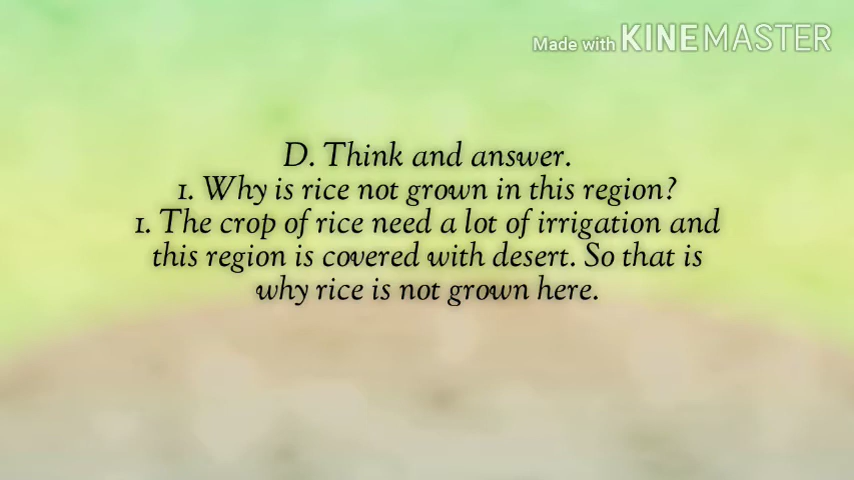 Made with KINEMASTER
D. Think and answer.
1. Why is rice not grown in this region?
1. The crop of rice need a lot of irrigation and
this region is covered with desert. So that is
why rice is not grown here.